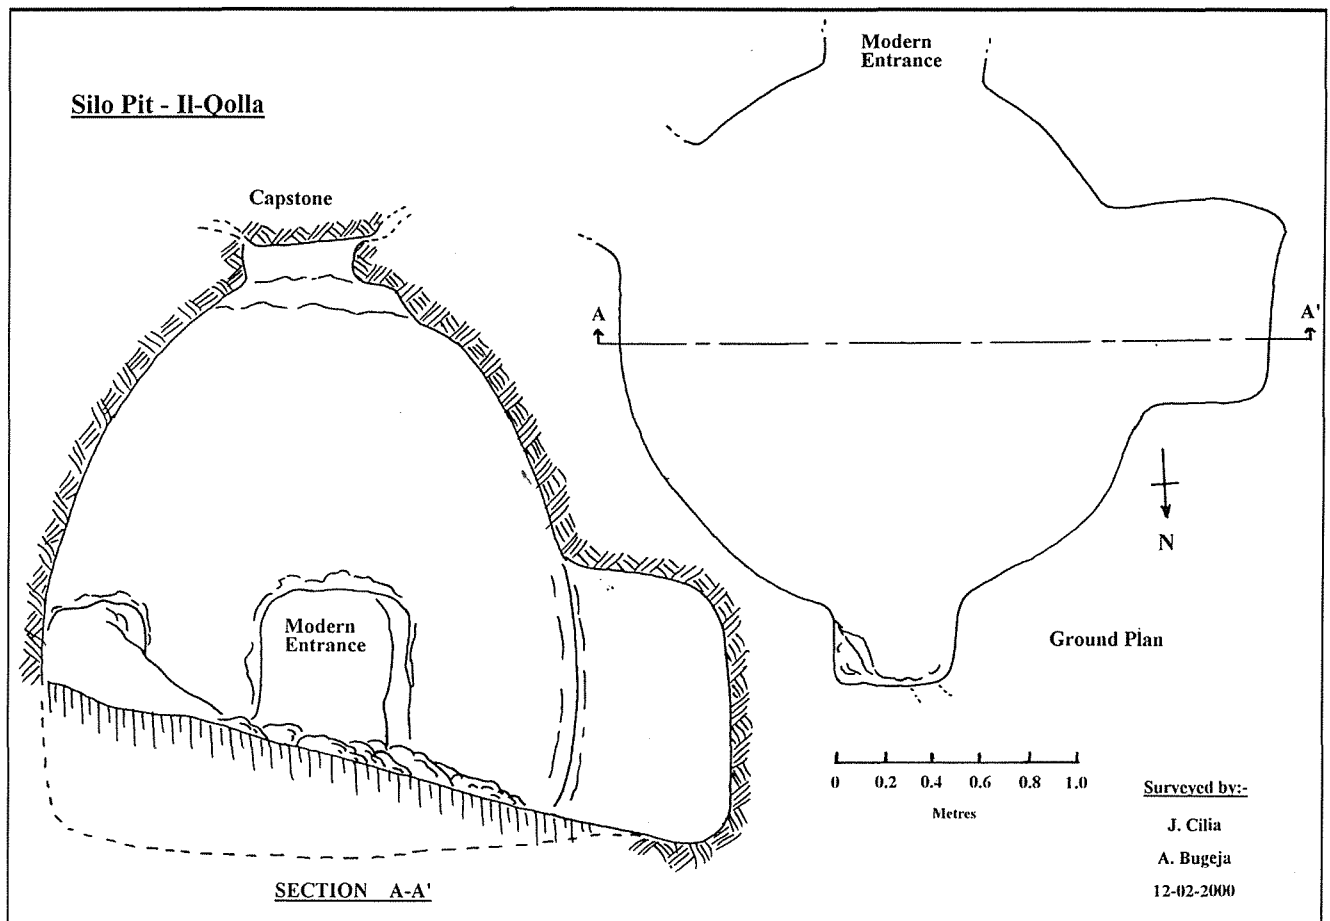 Silo Pit - Il-Qolla
Modern
Entrance
Capstone
A
A'
Modern
Entrance
N
Ground Plan
0 0.2 0.4 0.6 0.8 1.0
Metres
Surveyed by:-
J. Cilia
A. Bugeja
12-02-2000
SECTION A-A'